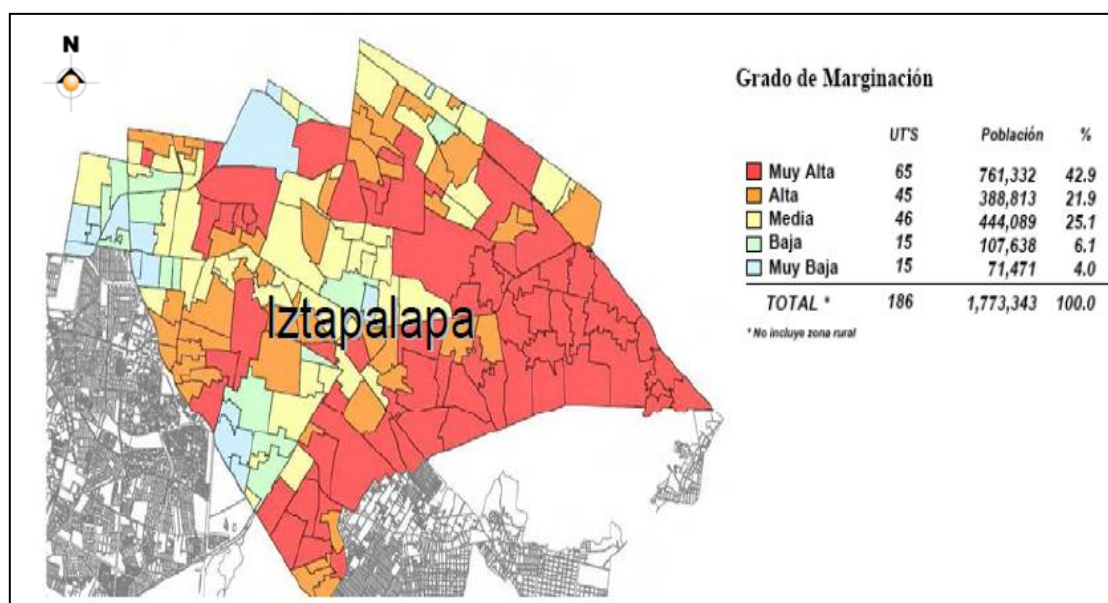 N
Iztapalapa
Grado de Marginación
UT'S Población %
Muy Alta 65 761,332 42.9
Alta 45 388,813 21.9
Media 46 444,089 25.1
Baja 15 107,638 6.1
Muy Baja 15 71,471 4.0
TOTAL * 186 1,773,343 100.0
* No incluye zona rural